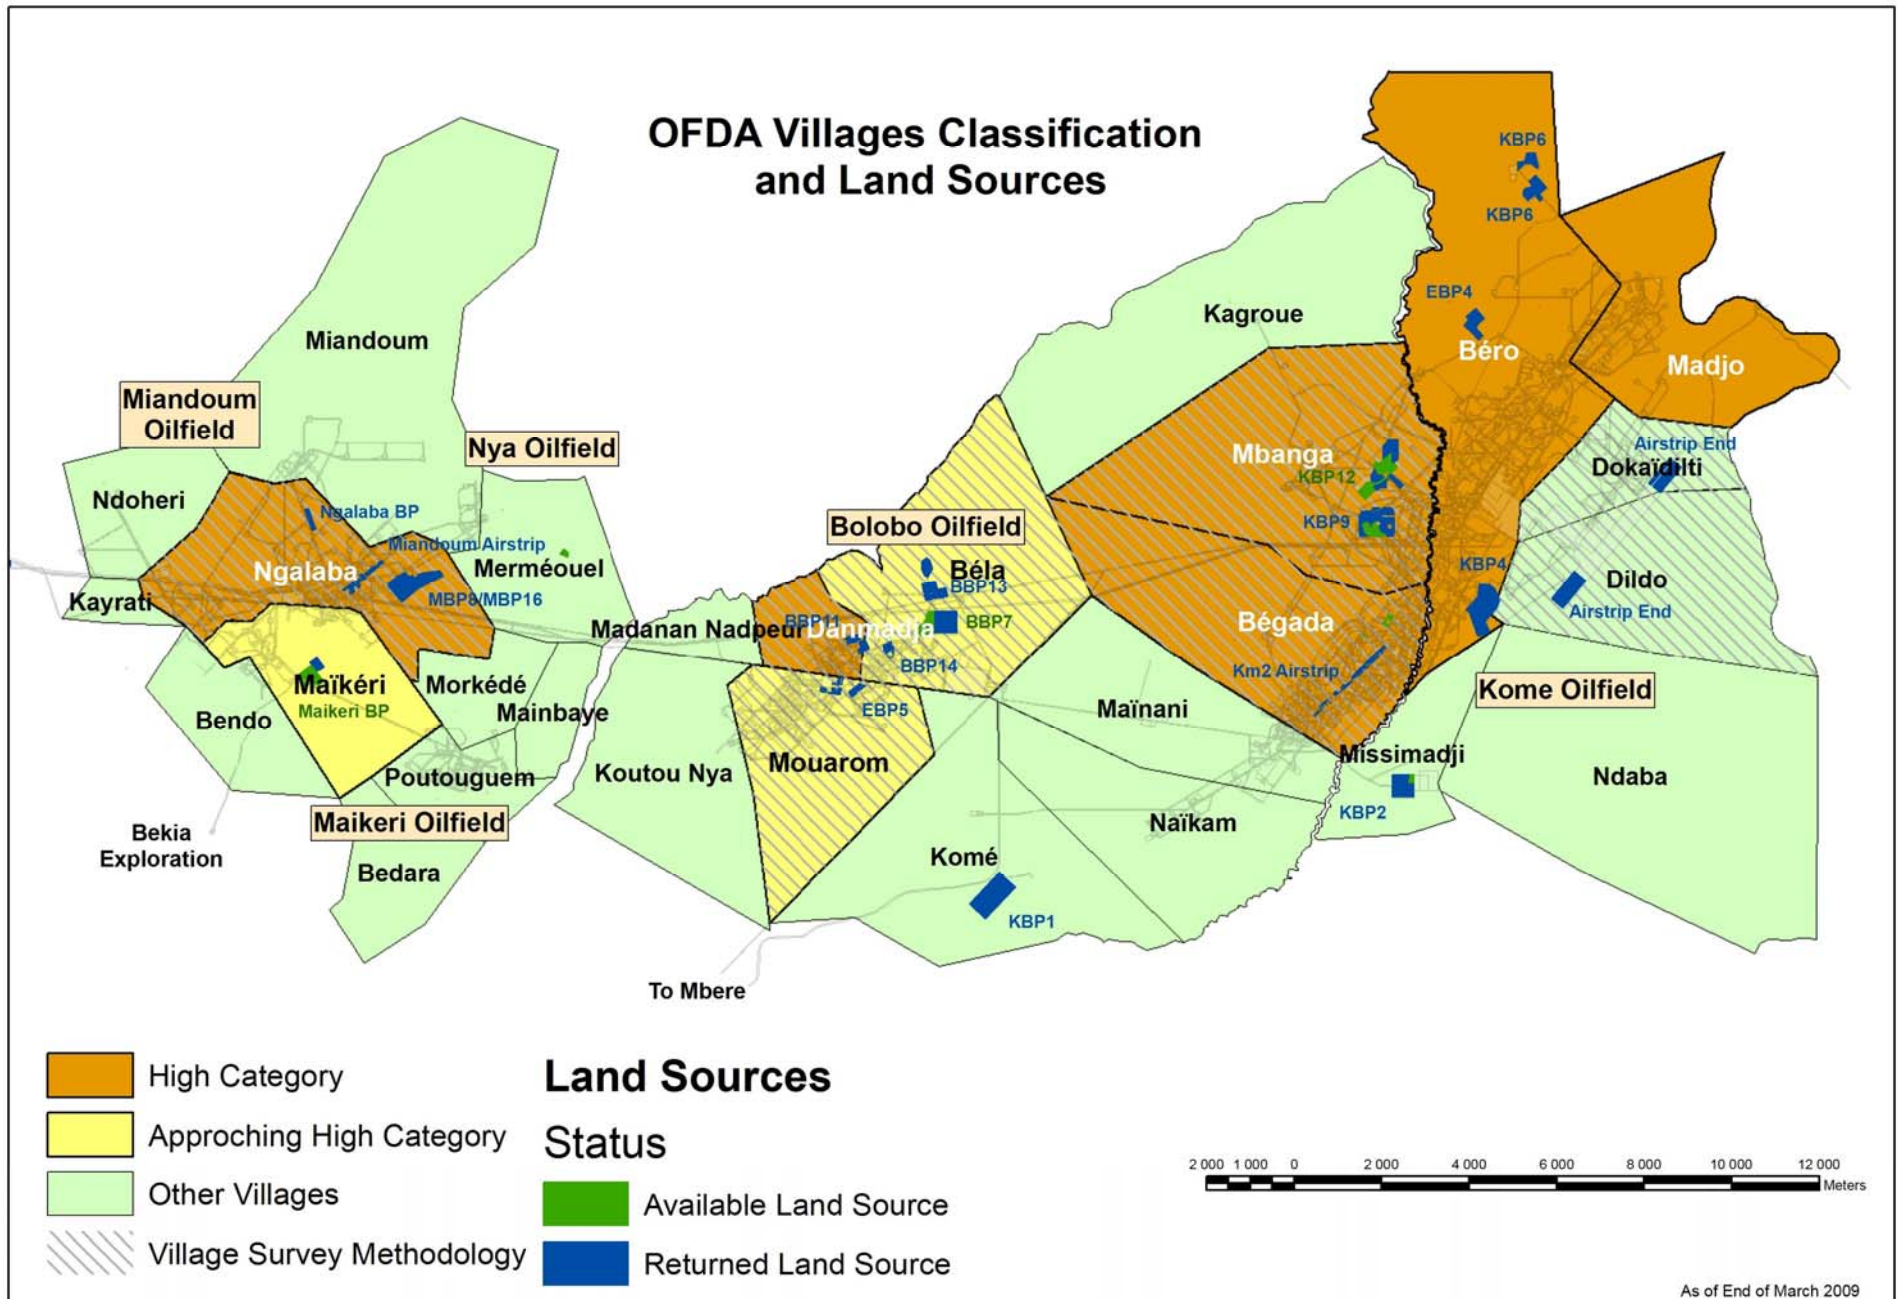 OFDA Villages Classification
and Land Sources
KBP6
KBP6
EBP4
Béro
Madjo
Kagroue
Miandoum
Miandoum
Oilfield
Nya Oilfield
Ndoheri
Ngalaba BP
Miandoum Airstrip
Ngalaba
Merméouel
MBP8/MBP16
Kayrati
Maïkéri
Maikeri BP
Morkédé
Mainbaye
Bendo
Poutouguem
Maikeri Oilfield
Bekia
Exploration
Bedara
Bolobo Oilfield
Béla
BBP13
BBP11
BBP7
Madanan Nadpeur
Danmadja
BBP14
EBP5
Koutou Nya
Mouarom
Mbanga
KBP12
KBP9
Bégada
Km2 Airstrip
Airstrip End
Dokaïdilti
KBP4
Dildo
Airstrip End
Kome Oilfield
Maïnani
Missimadji
KBP2
Ndaba
Naïkam
Komé
KBP1
To Mbere
High Category
Approching High Category
Other Villages
Village Survey Methodology
Land Sources
Status
Available Land Source
Returned Land Source
2 000 1 000 0 2 000 4 000 6 000 8 000 10 000 12 000
Meters
As of End of March 2009